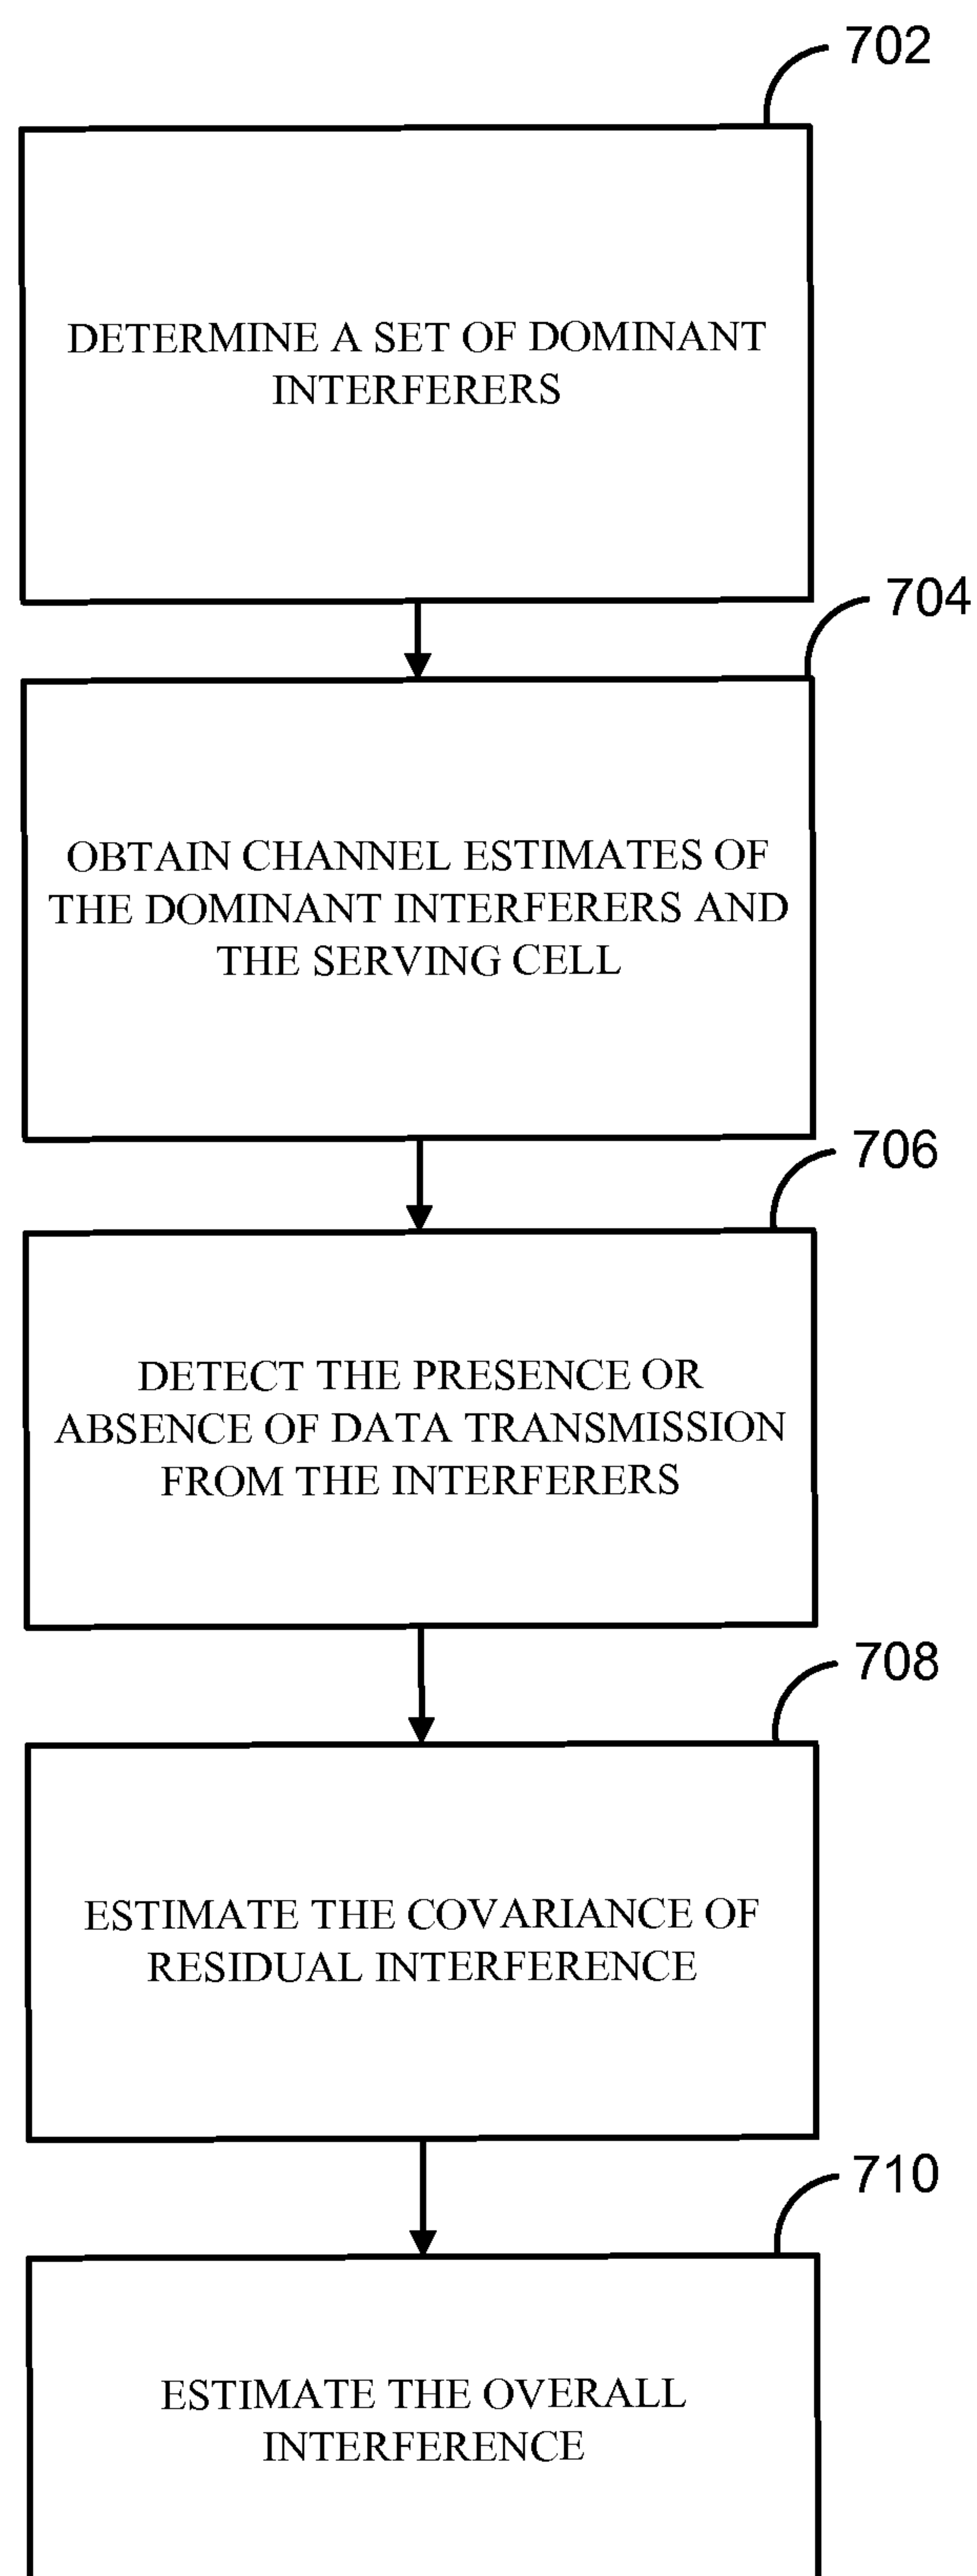 702
DETERMINE A SET OF DOMINANT
INTERFERERS
704
OBTAIN CHANNEL ESTIMATES OF
THE DOMINANT INTERFERERS AND
THE SERVING CELL
706
DETECT THE PRESENCE OR
ABSENCE OF DATA TRANSMISSION
FROM THE INTERFERERS
708
ESTIMATE THE COVARIANCE OF
RESIDUAL INTERFERENCE
710
ESTIMATE THE OVERALL
INTERFERENCE